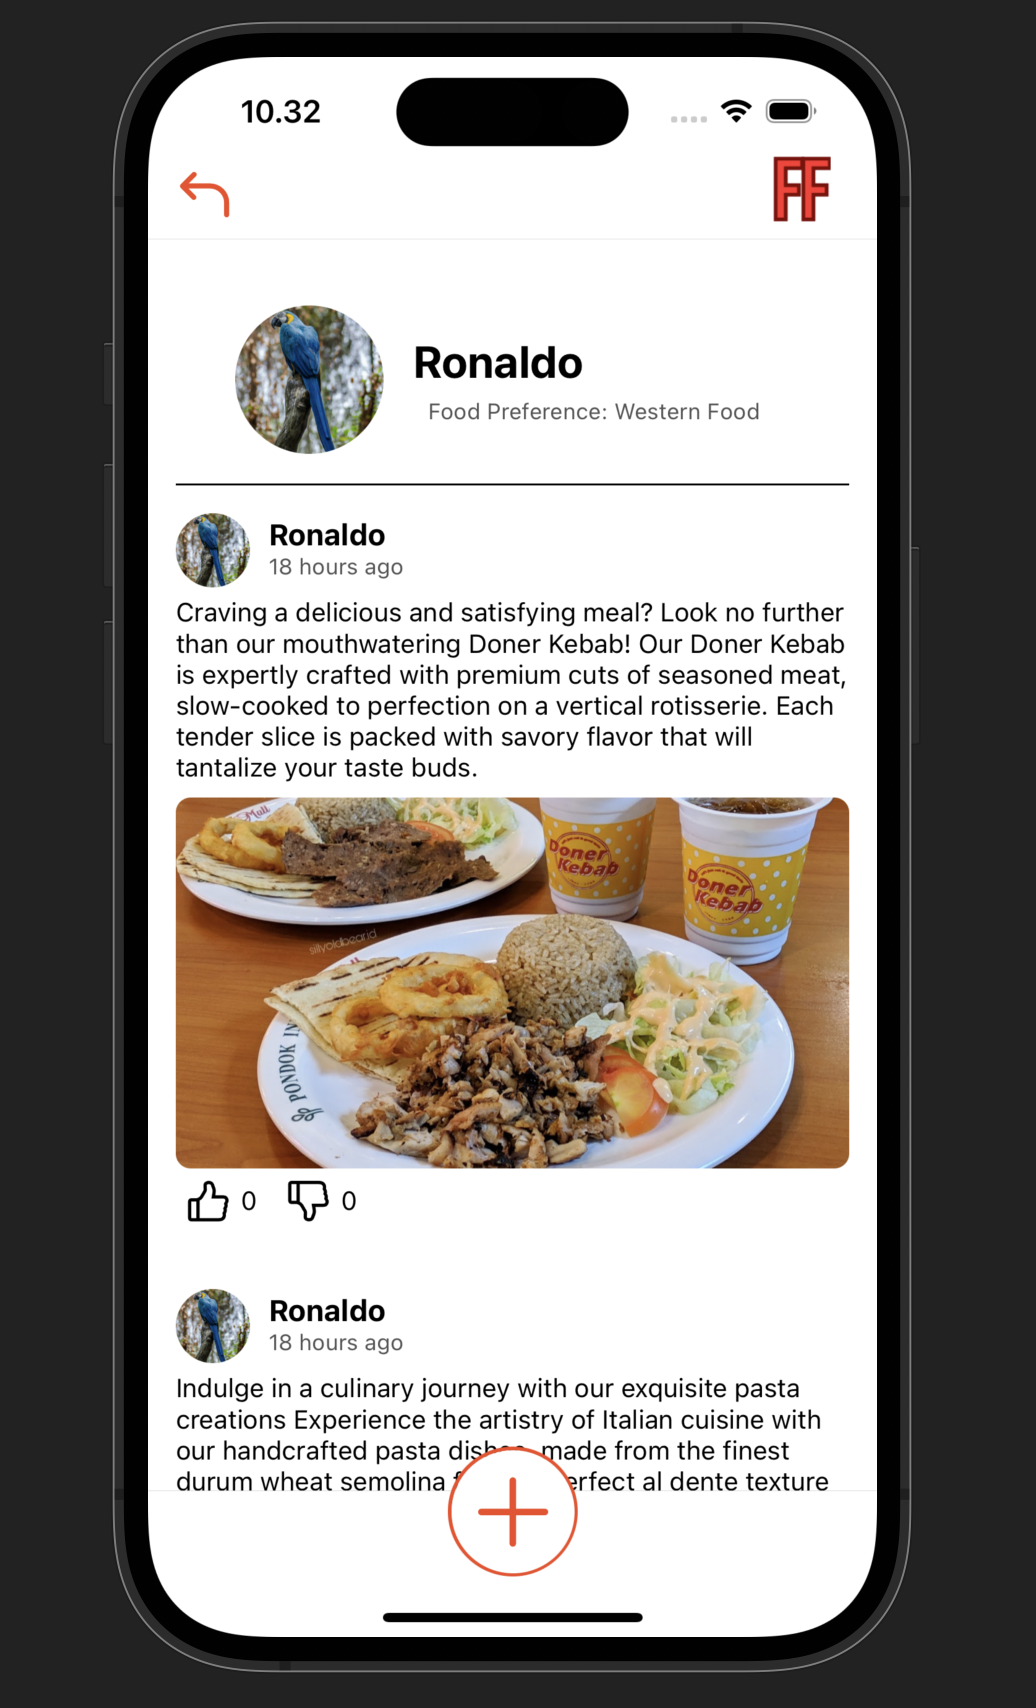 10.32
FF
Ronaldo
Food Preference: Western Food
Ronaldo
18 hours ago
Craving a delicious and satisfying meal? Look no further
than our mouthwatering Doner Kebab! Our Doner Kebab
is expertly crafted with premium cuts of seasoned meat,
slow-cooked to perfection on a vertical rotisserie. Each
tender slice is packed with savory flavor that will
tantalize your taste buds.
Mall
Doner
Kebab
Doner
Kebab
sillyoldbear.id
PONDOK IN
0
0
Ronaldo
18 hours ago
Indulge in a culinary journey with our exquisite pasta
creations Experience the artistry of Italian cuisine with
our handcrafted pasta made from the finest
durum wheat semolina al dente texture